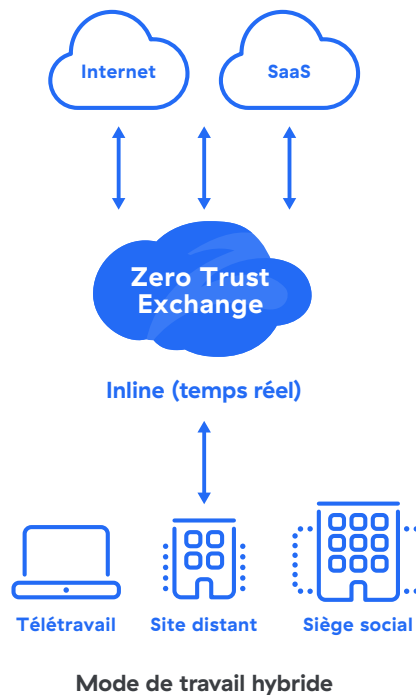 Internet
SaaS
Zero Trust
Exchange
Inline (temps réel)
Télétravail
Site distant
Siège social
Mode de travail hybride